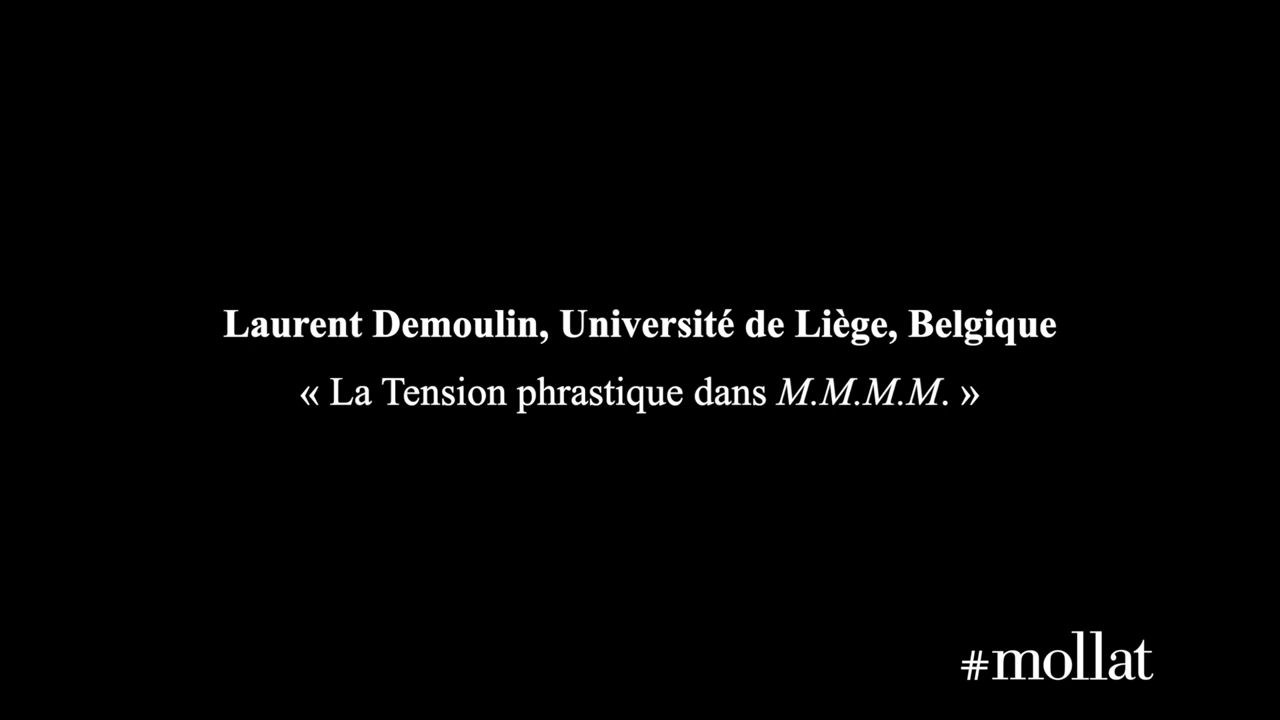 Laurent Demoulin, Université de Liège, Belgique
« La Tension phrastique dans M.M.M.M. »
#mollat